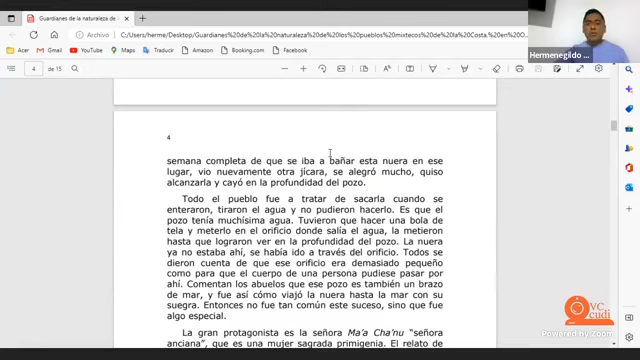 Guardianes de la naturaleza de l
C:/Users/herme/Desktop/Guardianes%20de%20la%20naturaleza%20de%20los%20pueblos%20mixtecos%20de%20la%20Costa.%20en%20O...
Acer
Gmail
YouTube
Maps
Traducir
Amazon
Booking.com
Facebook
Hermenegildo
4
de 15
4
semana completa de que se iba a bañar esta nuera en ese
lugar, vio nuevamente otra jícara, se alegró mucho, quiso
alcanzarla y cayó en la profundidad del pozo.
Todo el pueblo fue a tratar de sacarla cuando se
enteraron, tiraron el agua y no pudieron hacerlo. Es que el
pozo tenía muchísima agua. Tuvieron que hacer una bola de
tela y meterlo en el orificio donde salía el agua, la metieron
hasta que lograron ver en la profundidad del pozo. La nuera
ya no estaba ahí, se había ido a través del orificio. Todos se
dieron cuenta de que ese orificio era demasiado pequeño
como para que el cuerpo de una persona pudiese pasar por
ahí. Comentan los abuelos que ese pozo es también un brazo
de mar, y fue así cómo viajó la nuera hasta la mar con su
suegra. Entonces no fue tan común este suceso, sino que fue
algo especial.
La gran protagonista es la señora Ma'a Cha'nu "señora
anciana", que es una mujer sagrada primigenia. El relato de
VC
cudi
Powered by Zoom